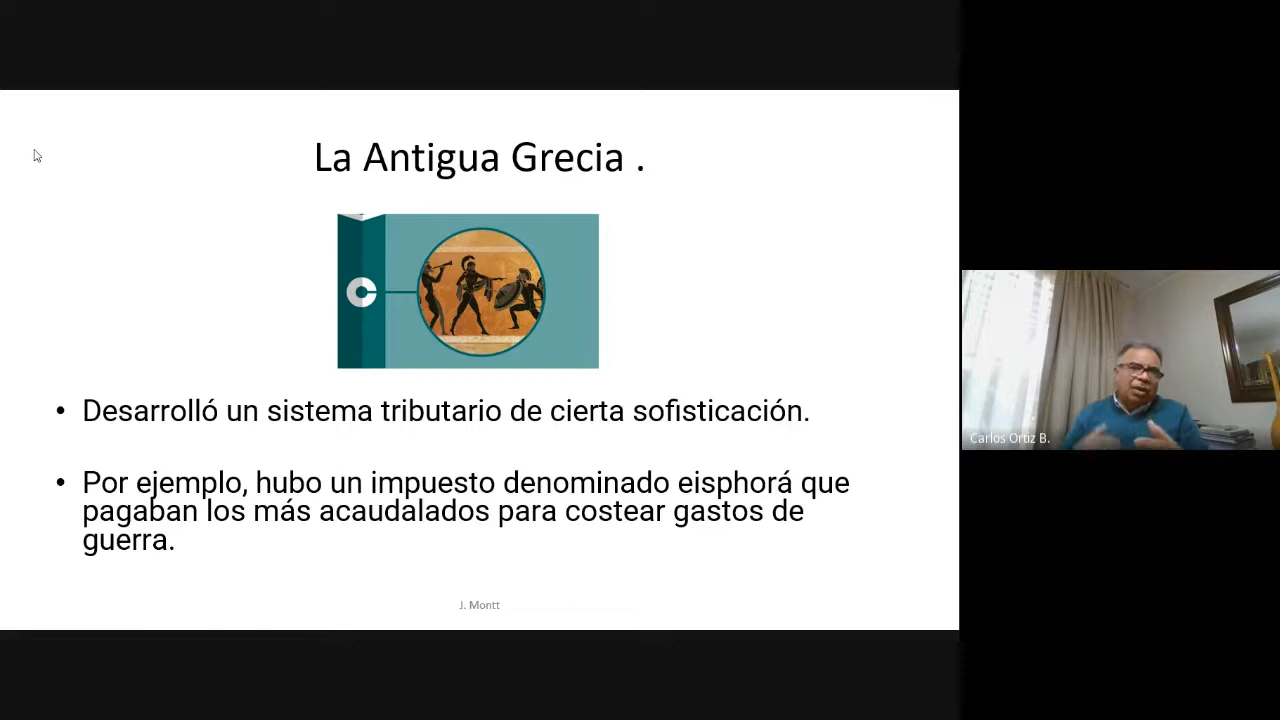 La Antigua Grecia .
• Desarrolló un sistema tributario de cierta sofisticación.
• Por ejemplo, hubo un impuesto denominado eisphorá que
pagaban los más acaudalados para costear gastos de
guerra.
J. Montt
Carlos Ortiz B.